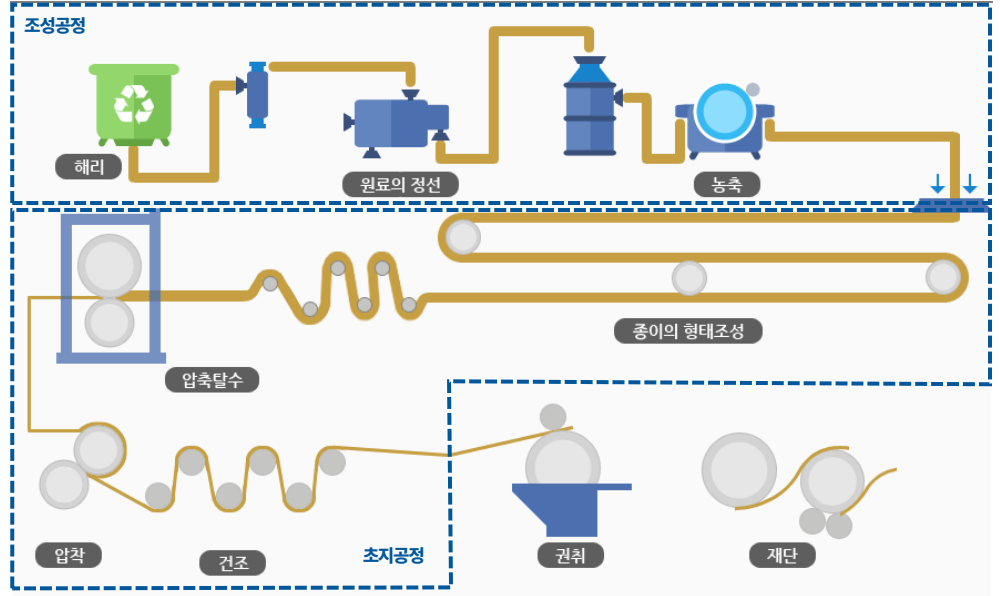 조성공정
해리
원료의 정선
농축
종이의 형태조성
압축탈수
압착
건조
초지공정
권취
재단